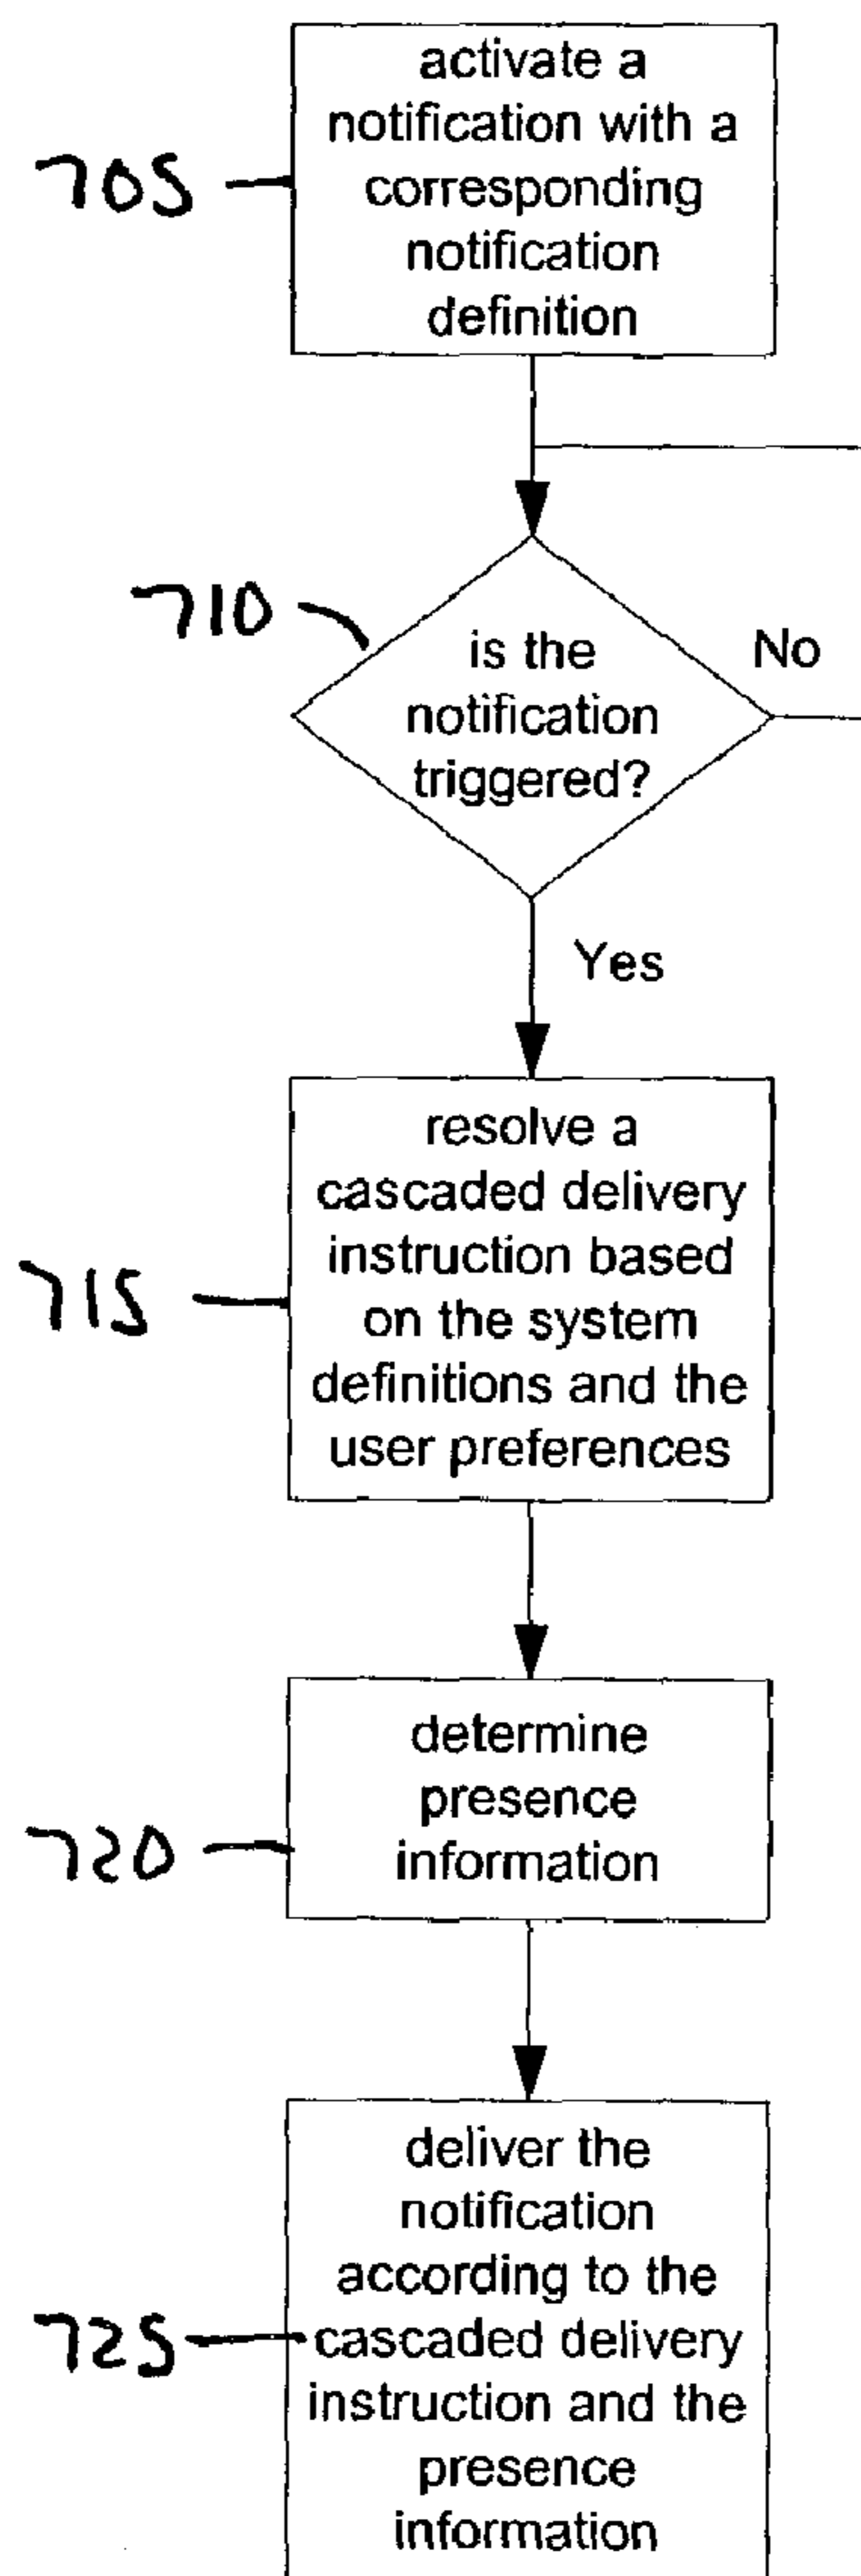 activate a
notification with a
corresponding
notification
definition
705
710
is the
notification
triggered?
No
Yes
resolve a
cascaded delivery
instruction based
on the system
definitions and the
user preferences
715
determine
presence
information
720
deliver the
notification
according to the
cascaded delivery
instruction and the
presence
information
725